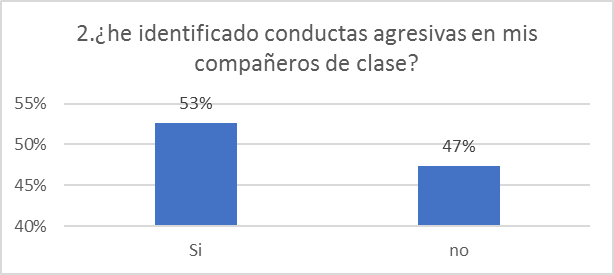 2.¿he identificado conductas agresivas en mis
compañeros de clase?
55%
53%
50%
47%
45%
40%
Si
no